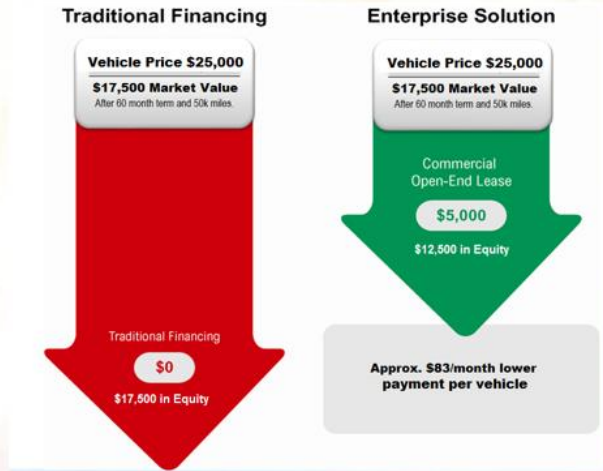 Traditional Financing
Vehicle Price $25,000
$17,500 Market Value
After 60 month term and 50k miles.
Traditional Financing
$0
$17,500 in Equity
Enterprise Solution
Vehicle Price $25,000
$17,500 Market Value
After 60 month term and 50k miles.
Commercial
Open-End Lease
$5,000
$12,500 in Equity
Approx. $83/month lower
payment per vehicle